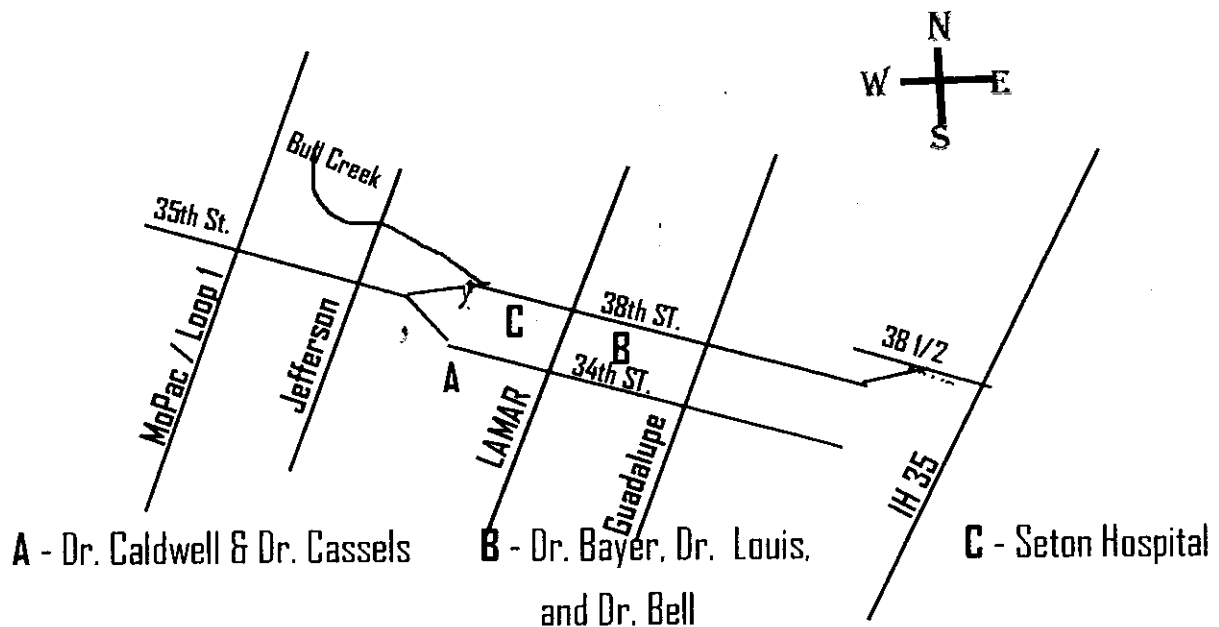 N
W E
S
Bull Creek
35th St.
MoPac / Loop 1
Jefferson
C
38th ST.
B
38 1/2
A
34th ST.
LAMAR
Guadalupe
IH 35
A - Dr. Caldwell & Dr. Cassels
B - Dr. Bayer, Dr. Louis,
and Dr. Bell
C - Seton Hospital